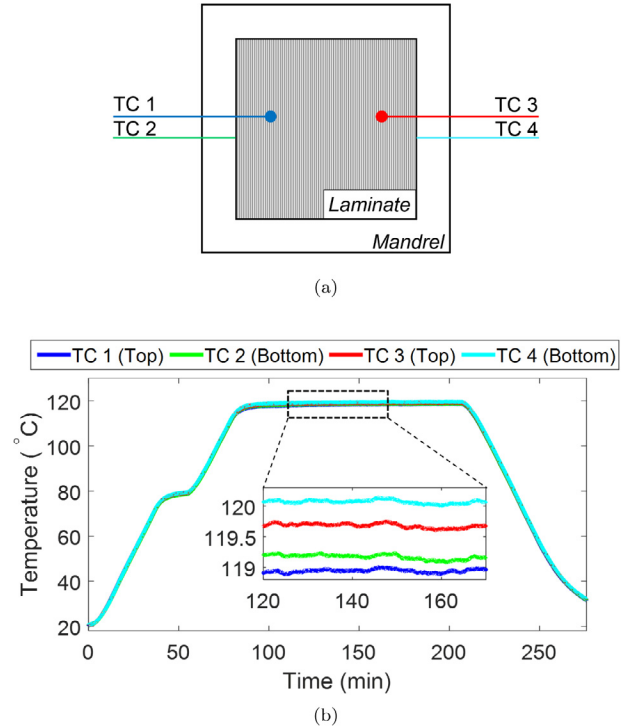 TC 1
TC 2
TC 3
TC 4
Laminate
Mandrel
(a)
TC 1 (Top) TC 2 (Bottom) TC 3 (Top) TC 4 (Bottom)
Temperature (°C)
120
100
80
60
40
20
120
119.5
119
120 140 160
0 50 100 150 200 250
Time (min)
(b)